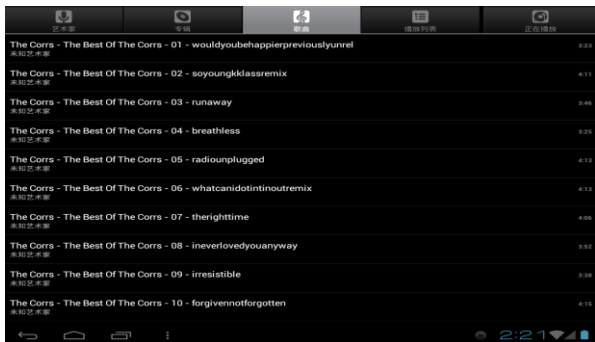 艺术家
专辑
歌曲
播放列表
正在播放
The Corrs - The Best Of The Corrs - 01 - wouldyoubehappierpreviouslyunrel
3:23
未知艺术家
The Corrs - The Best Of The Corrs - 02 - soyoungkklassremix
4:11
未知艺术家
The Corrs - The Best Of The Corrs - 03 - runaway
3:46
未知艺术家
The Corrs - The Best Of The Corrs - 04 - breathless
3:25
未知艺术家
The Corrs - The Best Of The Corrs - 05 - radiounplugged
4:13
未知艺术家
The Corrs - The Best Of The Corrs - 06 - whatcanidotintinoutremix
4:13
未知艺术家
The Corrs - The Best Of The Corrs - 07 - therighttime
4:06
未知艺术家
The Corrs - The Best Of The Corrs - 08 - ineverlovedyouanyway
3:52
未知艺术家
The Corrs - The Best Of The Corrs - 09 - irresistible
未知艺术家
The Corrs - The Best Of The Corrs - 10 - forgivennotforgotten
4:15
未知艺术家
2:21